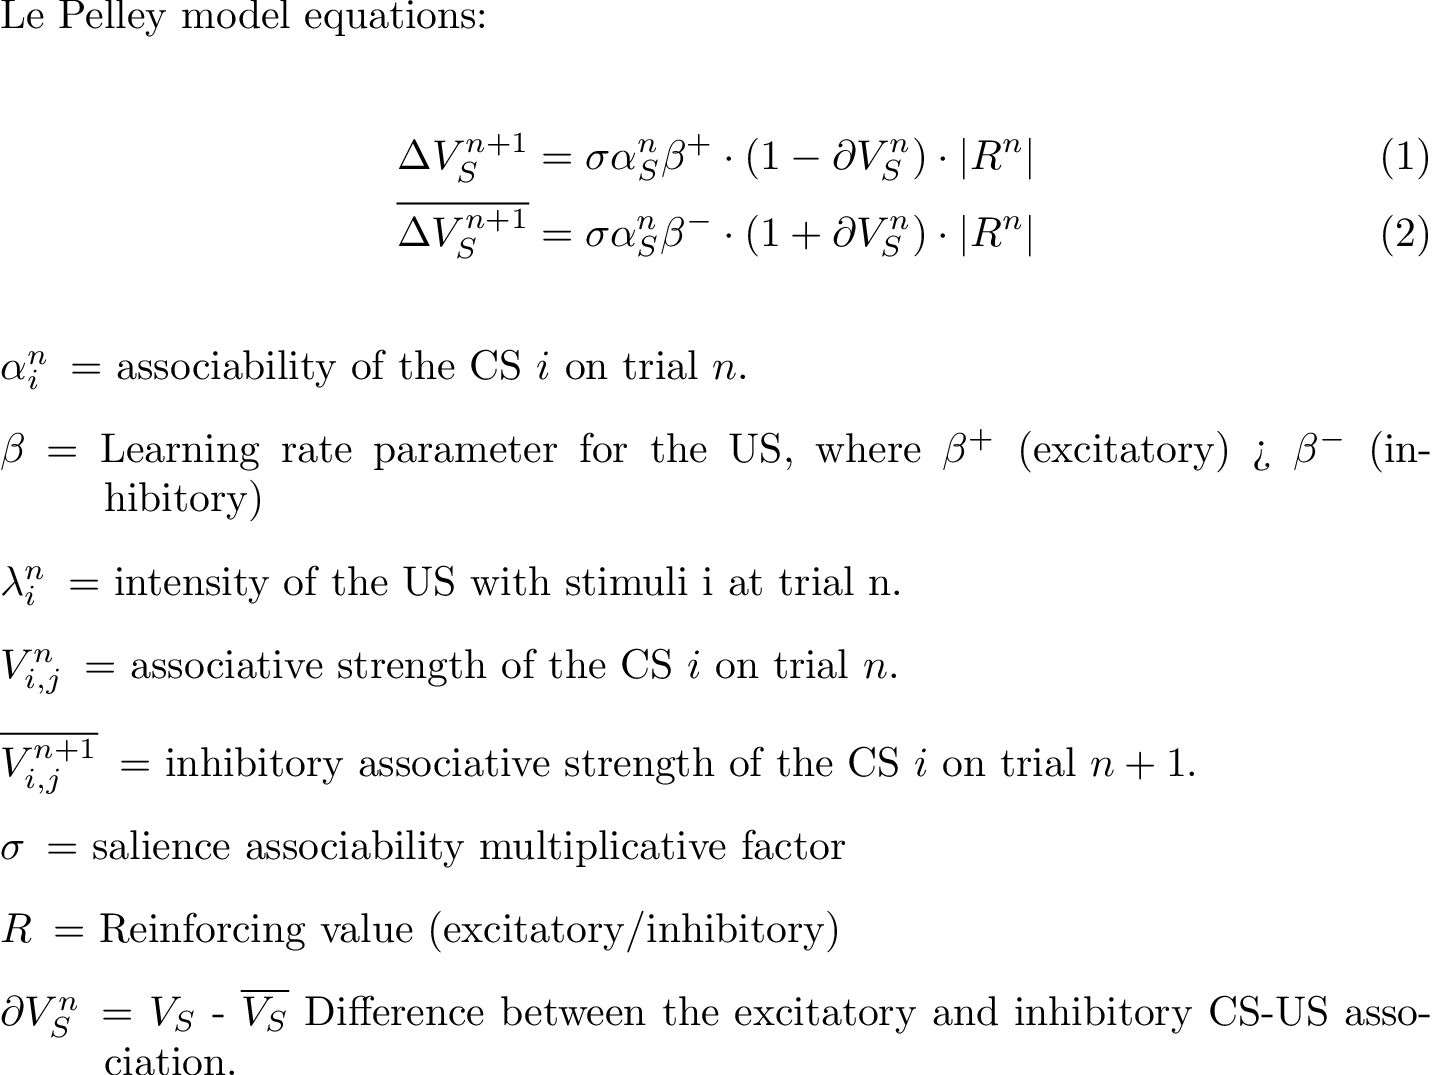 Le Pelley model equations:
$\Delta V_S^{n+1} = \sigma\alpha_S^n\beta^+ \cdot (1 - \partial V_S^n) \cdot |R^n|$ (1)
$\overline{\Delta V_S^{n+1}} = \sigma\alpha_S^n\beta^- \cdot (1 + \partial V_S^n) \cdot |R^n|$ (2)
$\alpha_i^n$ = associability of the CS $i$ on trial $n$.
$\beta$ = Learning rate parameter for the US, where $\beta^+$ (excitatory) ¿ $\beta^-$ (in-
hibitory)
$\lambda_i^n$ = intensity of the US with stimuli i at trial n.
$V_{i,j}^n$ = associative strength of the CS $i$ on trial $n$.
$\overline{V_{i,j}^{n+1}}$ = inhibitory associative strength of the CS $i$ on trial $n + 1$.
$\sigma$ = salience associability multiplicative factor
$R$ = Reinforcing value (excitatory/inhibitory)
$\partial V_S^n$ = $V_S$ - $\overline{V_S}$ Difference between the excitatory and inhibitory CS-US asso-
ciation.